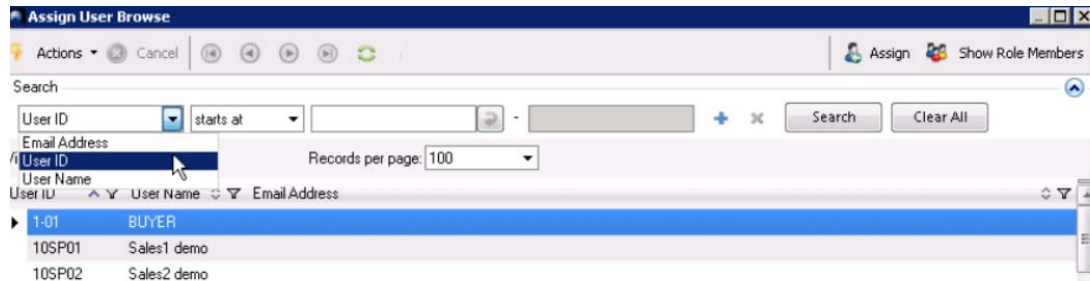 Assign User Browse
Actions Cancel Assign Show Role Members
Search
User ID starts at - Search Clear All
Email Address
User ID Records per page: 100
User Name
User ID User Name Email Address
1-01 BUYER
10SP01 Sales1 demo
10SP02 Sales2 demo